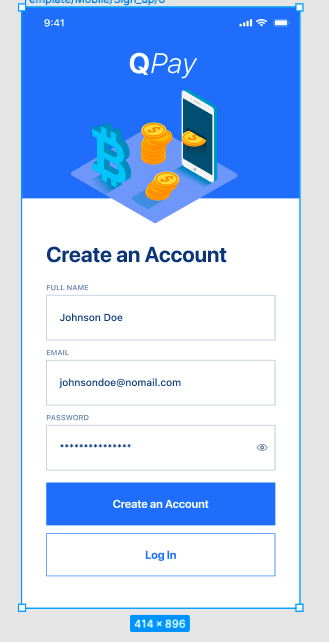 emplate/Mobile/Sign_up/6
9:41
QPay
Create an Account
FULL NAME
Johnson Doe
EMAIL
johnsondoe@nomail.com
PASSWORD
***************
Create an Account
Log In
414 × 896